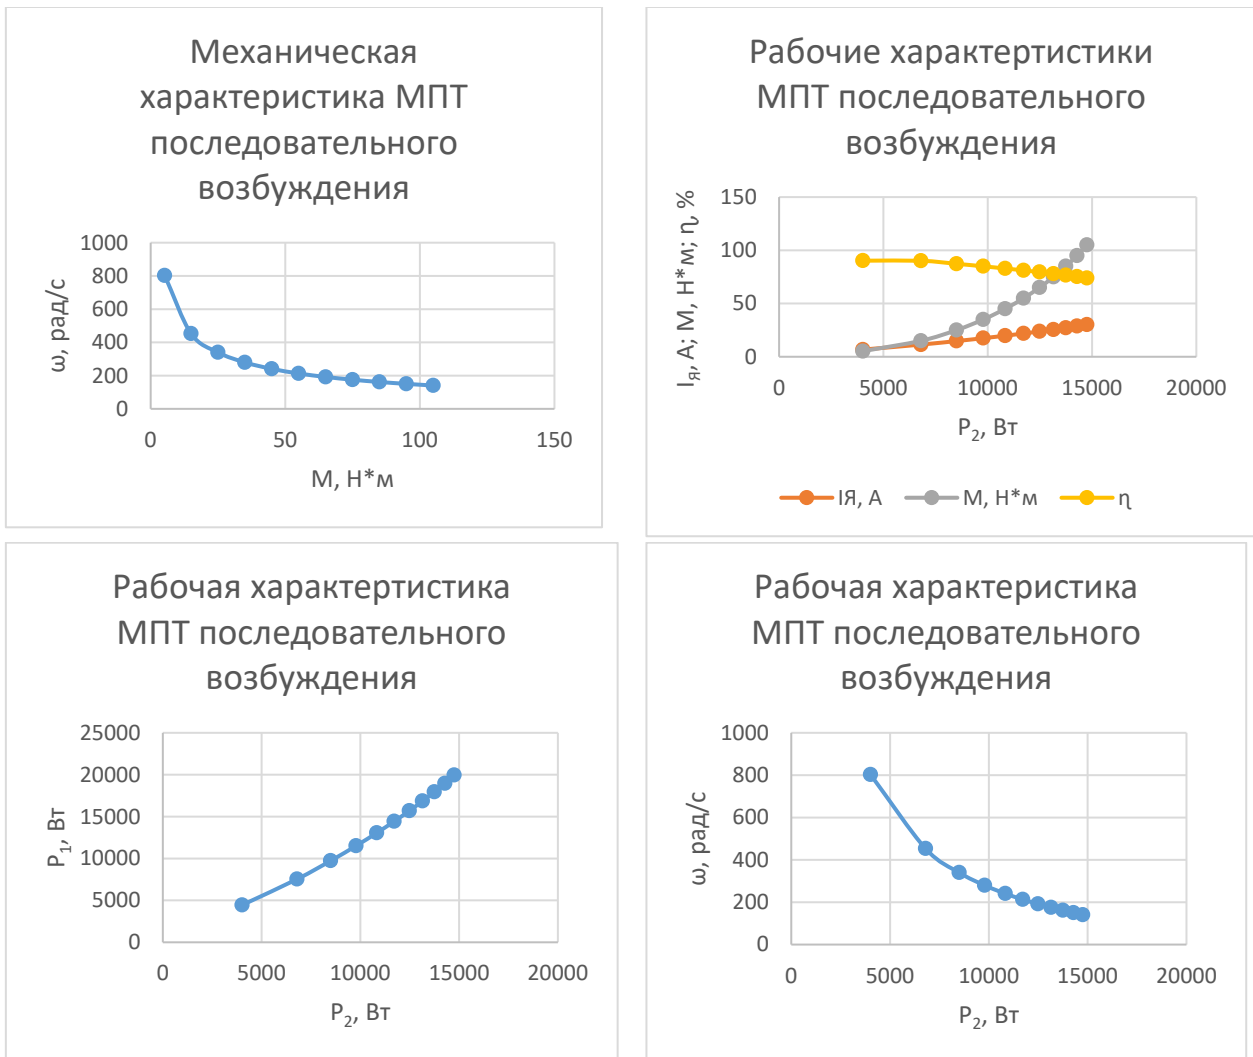 Механическая
характеристика МПТ
последовательного
возбуждения
1000
800
600
400
200
0
0 50 100 150
ω, рад/с
М, Н*м
Рабочие характертистики
МПТ последовательного
возбуждения
150
100
50
0
0 5000 10000 15000 20000
Iя, А; М, Н*м; η, %
P2, Вт
IЯ, А М, Н*м η
Рабочая характертистика
МПТ последовательного
возбуждения
25000
20000
15000
10000
5000
0
0 5000 10000 15000 20000
P1, Вт
P2, Вт
Рабочая характеристика
МПТ последовательного
возбуждения
1000
800
600
400
200
0
0 5000 10000 15000 20000
ω, рад/с
P2, Вт